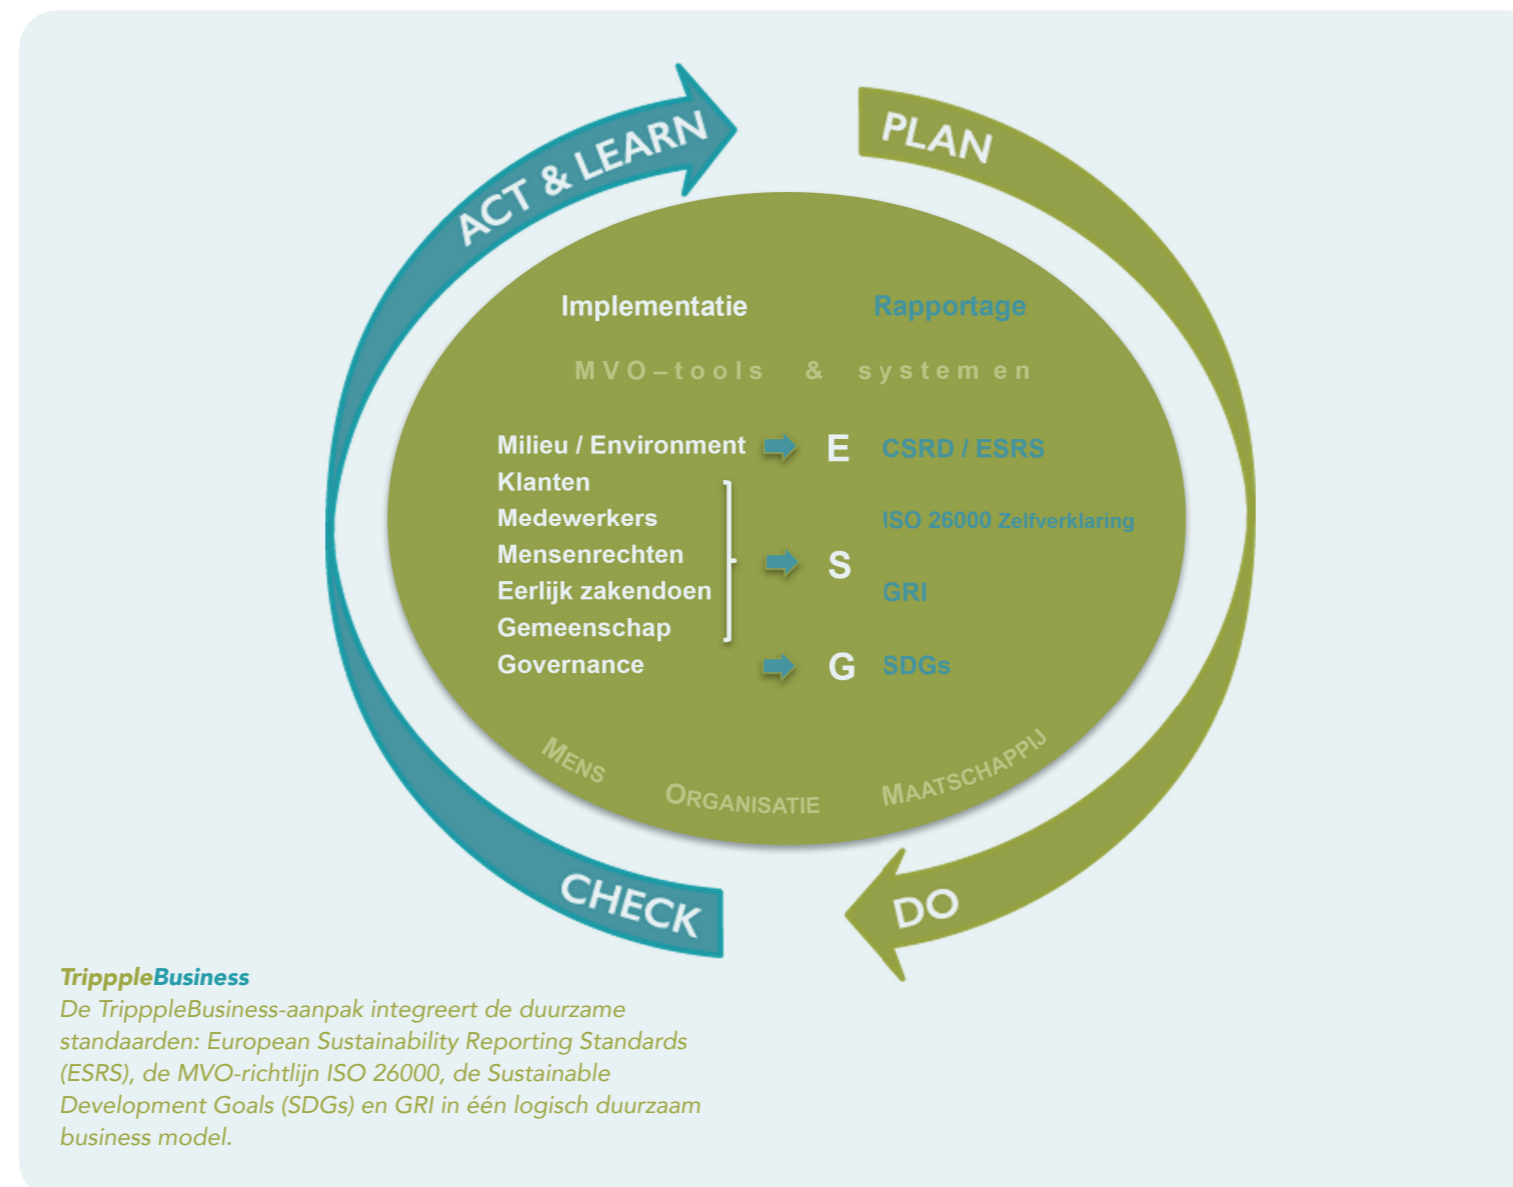 ACT & LEARN
PLAN
Implementatie Rapportage
MVO–tools & systemen
Milieu / Environment E CSRD / ESRS
Klanten
Medewerkers ISO 26000 Zelfverklaring
Mensenrechten S
Eerlijk zakendoen GRI
Gemeenschap
Governance G SDGs
MENS ORGANISATIE MAATSCHAPPIJ
CHECK
DO
TripppleBusiness
De TripppleBusiness-aanpak integreert de duurzame
standaarden: European Sustainability Reporting Standards
(ESRS), de MVO-richtlijn ISO 26000, de Sustainable
Development Goals (SDGs) en GRI in één logisch duurzaam
business model.